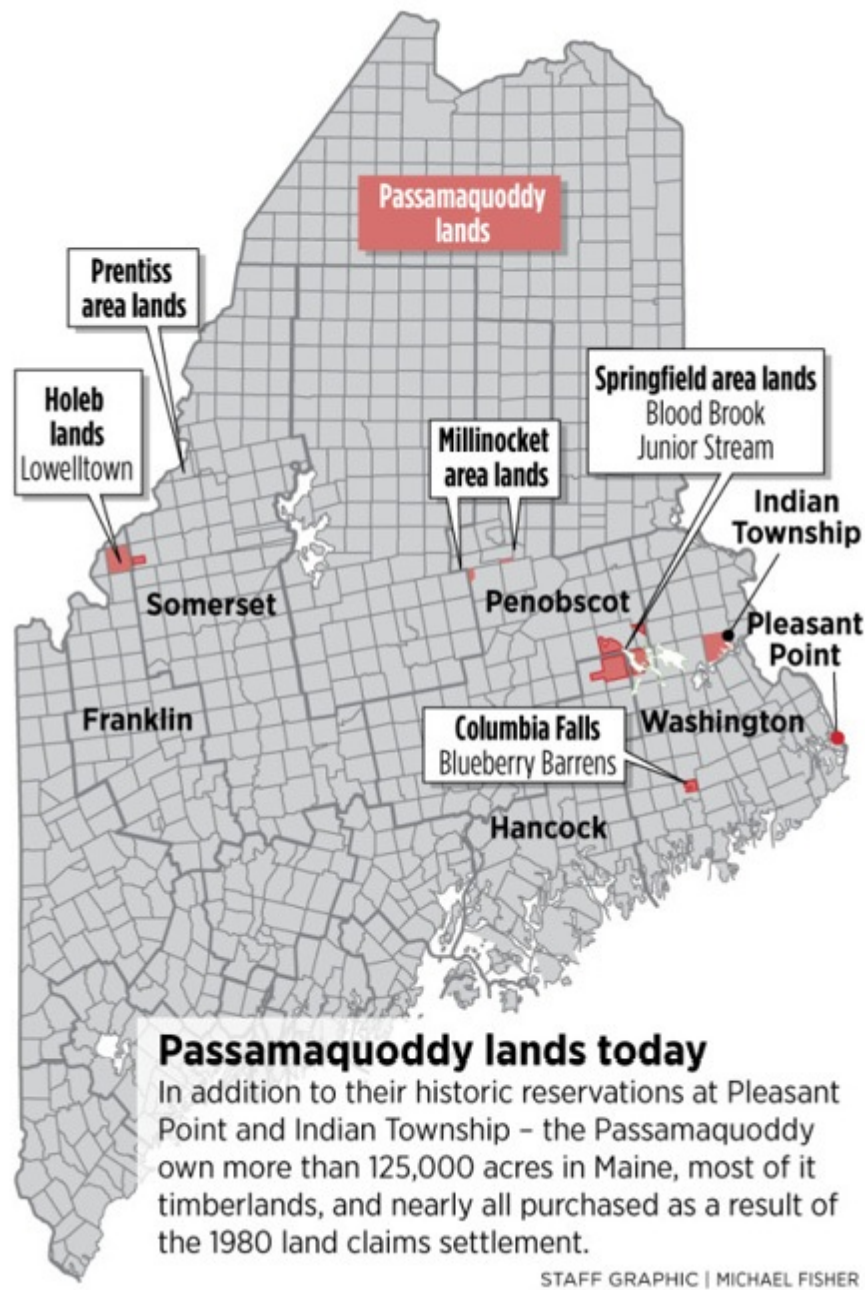 Passamaquoddy
lands
Prentiss
area lands
Holeb
lands
Lowelltown
Millinocket
area lands
Springfield area lands
Blood Brook
Junior Stream
Indian
Township
Pleasant
Point
Somerset
Penobscot
Franklin
Washington
Columbia Falls
Blueberry Barrens
Hancock
Passamaquoddy lands today
In addition to their historic reservations at Pleasant
Point and Indian Township – the Passamaquoddy
own more than 125,000 acres in Maine, most of it
timberlands, and nearly all purchased as a result of
the 1980 land claims settlement.
STAFF GRAPHIC | MICHAEL FISHER